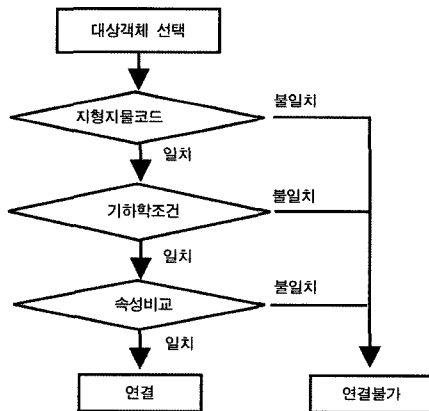 대상객체 선택
지형지물코드
불일치
일치
기하학조건
불일치
일치
속성비교
불일치
일치
연결
연결불가